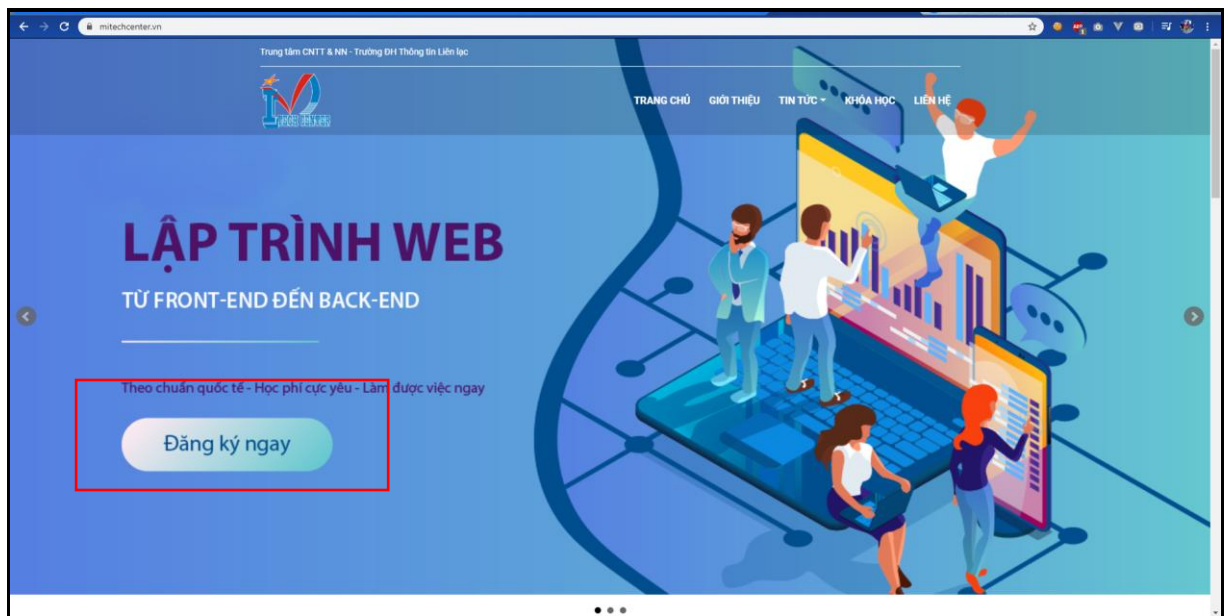 mitechcenter.vn
Trung tâm CNTT & NN - Trường ĐH Thông tin Liên lạc
TRANG CHỦ GIỚI THIỆU TIN TỨC KHÓA HỌC LIÊN HỆ
LẬP TRÌNH WEB
TỪ FRONT-END ĐẾN BACK-END
Theo chuẩn quốc tế - Học phí cực yêu - Làm được việc ngay
Đăng ký ngay